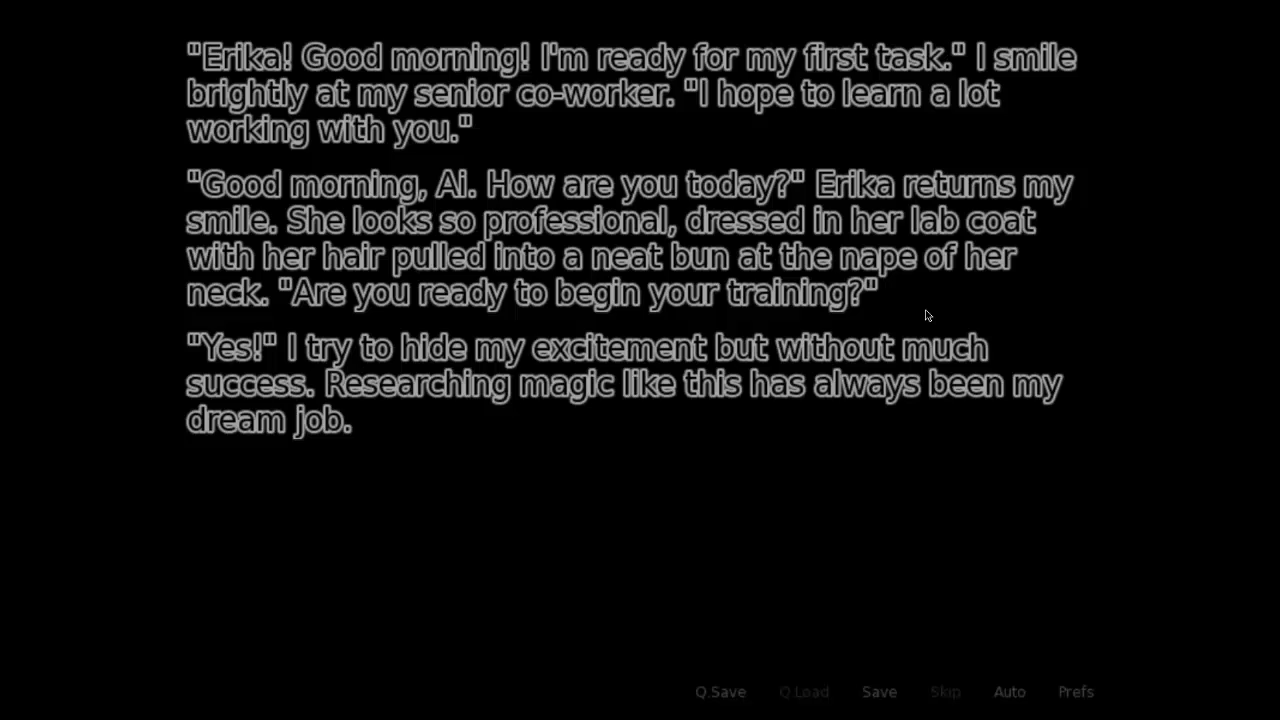 "Erika! Good morning! I'm ready for my first task." I smile
brightly at my senior co-worker. "I hope to learn a lot
working with you."
"Good morning, Ai. How are you today?" Erika returns my
smile. She looks so professional, dressed in her lab coat
with her hair pulled into a neat bun at the nape of her
neck. "Are you ready to begin your training?"
"Yes!" I try to hide my excitement but without much
success. Researching magic like this has always been my
dream job.
Q.Save Q.Load Save Skip Auto Prefs